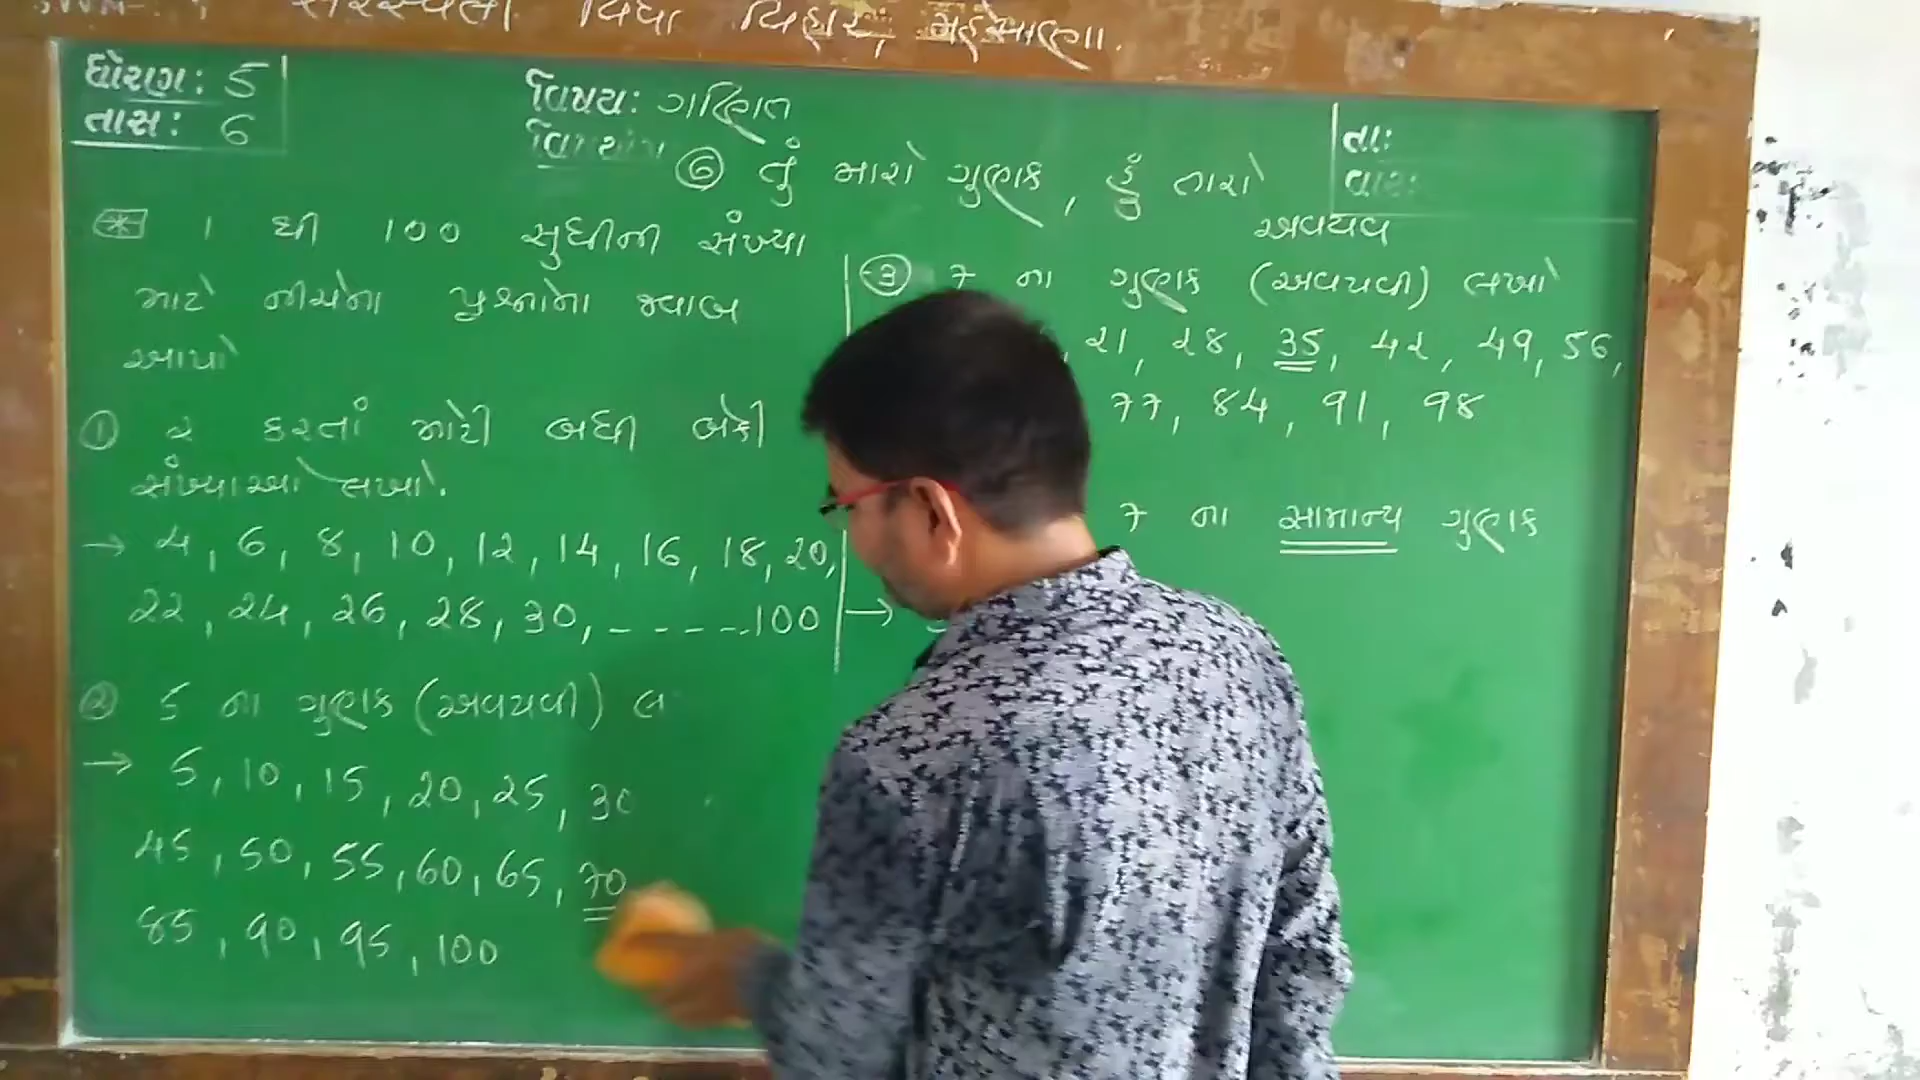 સરસ્વતી વિદ્યા વિહાર, મહેસાણા.
ધોરણ: 5
તાસ: 6
વિષય: ગણિત
તા:
વાર:
⑥ તું મારો ગુણક, હું તારો
અવયવ
* 1 થી 100 સુધીની સંખ્યા
માટે નીચેના પ્રશ્નોના જવાબ
આપો
① ૨ કરતાં મોટી બધી બેકી
સંખ્યાઓ લખો.
→ 4, 6, 8, 10, 12, 14, 16, 18, 20,
22, 24, 26, 28, 30, - - - - 100
② 5 ના ગુણક (અવયવી) લ
→ 5, 10, 15, 20, 25, 30
45, 50, 55, 60, 65, 70
85, 90, 95, 100
③ 7 ના ગુણક (અવયવી) લખો
, 21, 28, 35, 42, 49, 56,
77, 84, 91, 98
7 ના સામાન્ય ગુણક
→